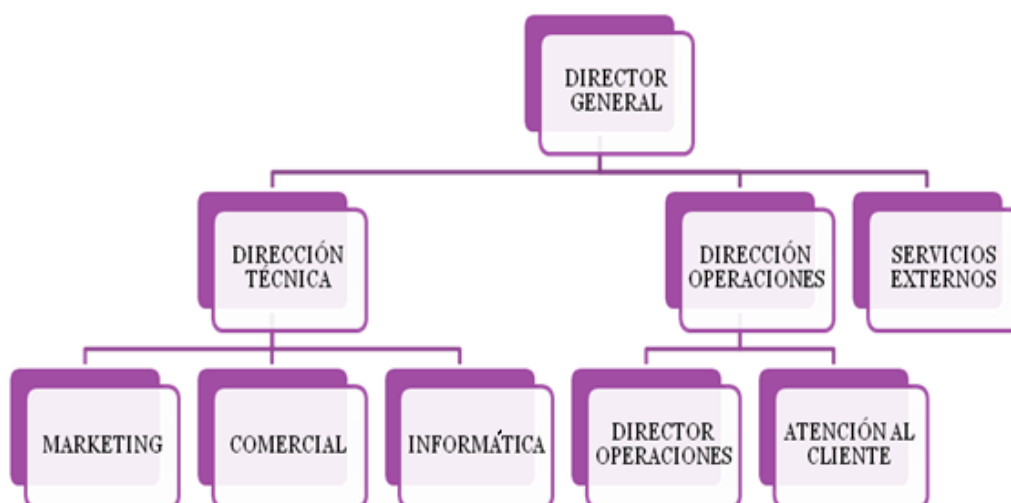 DIRECTOR
GENERAL
DIRECCIÓN
TÉCNICA
DIRECCIÓN
OPERACIONES
SERVICIOS
EXTERNOS
MARKETING
COMERCIAL
INFORMÁTICA
DIRECTOR
OPERACIONES
ATENCIÓN AL
CLIENTE